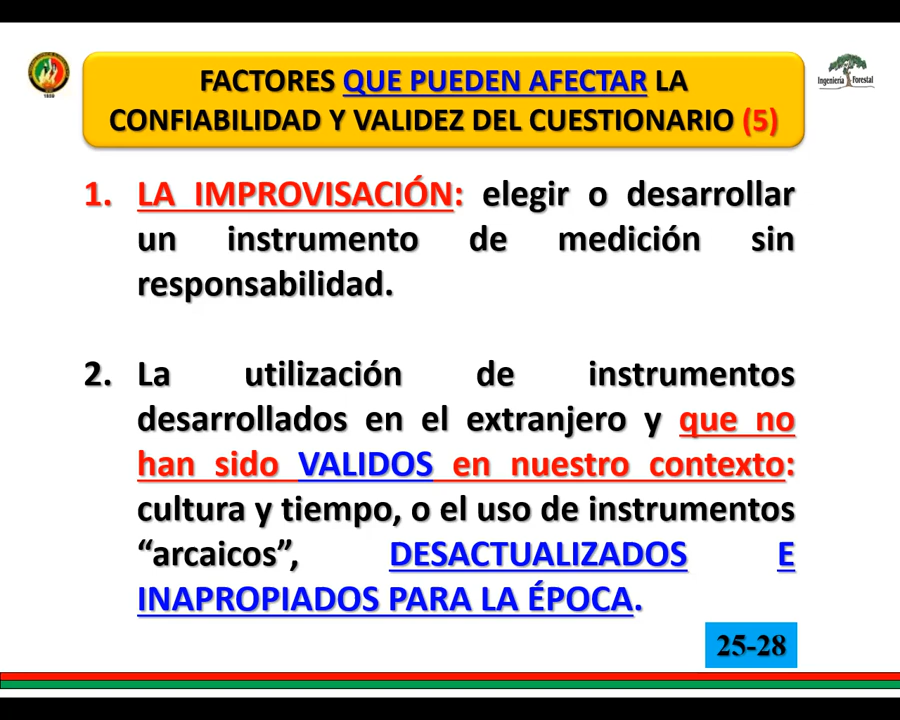 FACTORES QUE PUEDEN AFECTAR LA
CONFIABILIDAD Y VALIDEZ DEL CUESTIONARIO (5)
Ingeniería Forestal
1. LA IMPROVISACIÓN: elegir o desarrollar
un instrumento de medición sin
responsabilidad.
2. La utilización de instrumentos
desarrollados en el extranjero y que no
han sido VALIDOS en nuestro contexto:
cultura y tiempo, o el uso de instrumentos
“arcaicos”, DESACTUALIZADOS E
INAPROPIADOS PARA LA ÉPOCA.
25-28